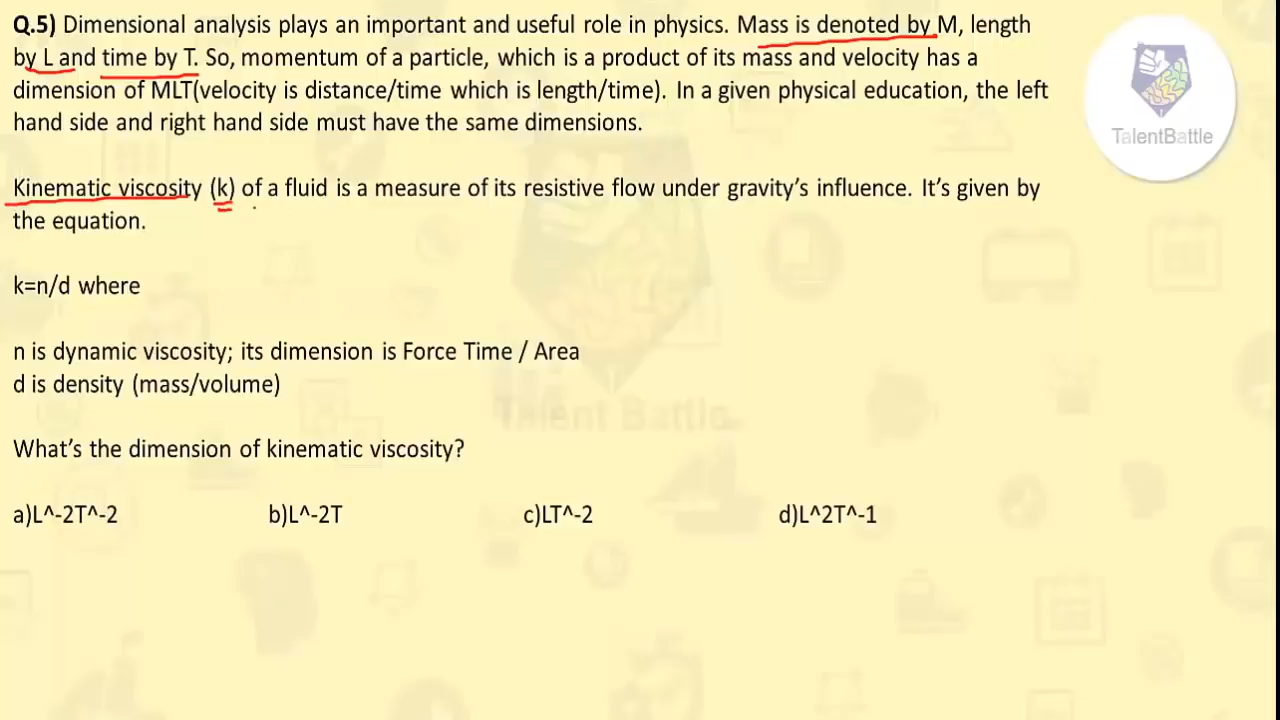 Q.5) Dimensional analysis plays an important and useful role in physics. Mass is denoted by M, length
by L and time by T. So, momentum of a particle, which is a product of its mass and velocity has a
dimension of MLT(velocity is distance/time which is length/time). In a given physical education, the left
hand side and right hand side must have the same dimensions.
TalentBattle
Kinematic viscosity (k) of a fluid is a measure of its resistive flow under gravity's influence. It's given by
the equation.
k=n/d where
n is dynamic viscosity; its dimension is Force Time / Area
d is density (mass/volume)
Talent Battle
What's the dimension of kinematic viscosity?
a)L^-2T^-2 b)L^-2T c)LT^-2 d)L^2T^-1